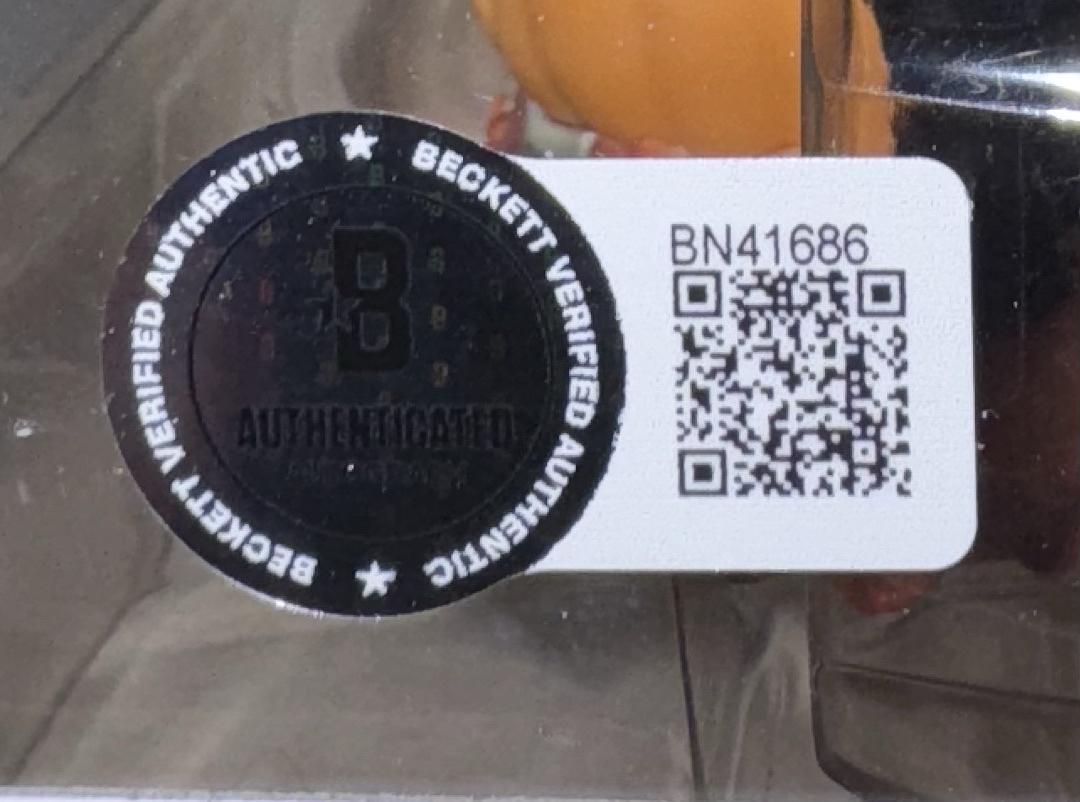 BECKETT VERIFIED AUTHENTIC
BECKETT VERIFIED AUTHENTIC
B
AUTHENTICATED
BN41686